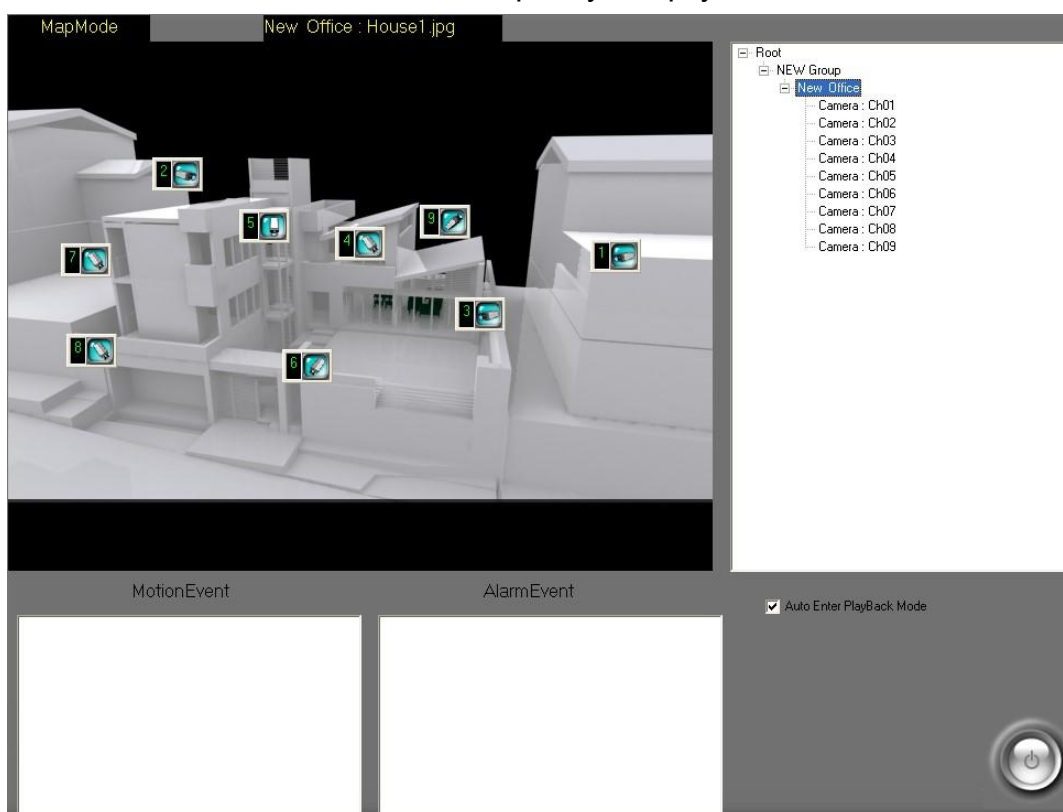 MapMode
New Office : House1.jpg
Root
NEW Group
New Office
Camera : Ch01
Camera : Ch02
Camera : Ch03
Camera : Ch04
Camera : Ch05
Camera : Ch06
Camera : Ch07
Camera : Ch08
Camera : Ch09
2
5
9
4
7
1
3
8
6
MotionEvent
AlarmEvent
Auto Enter PlayBack Mode